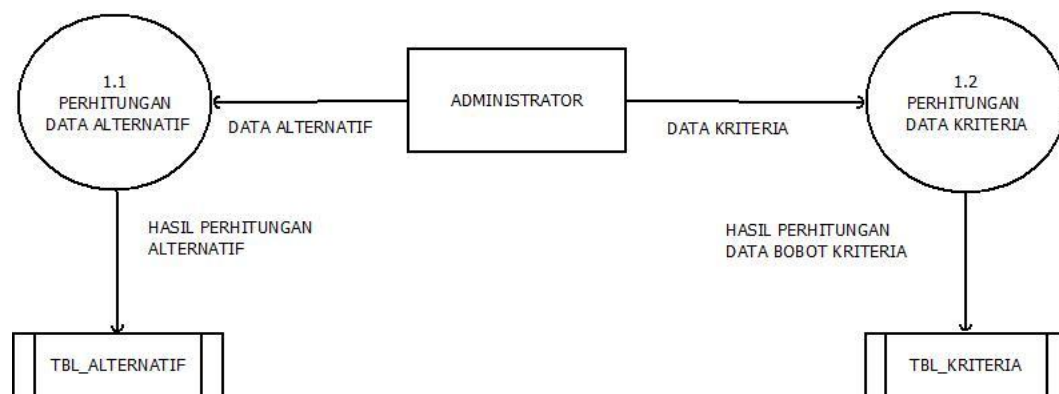 1.1
PERHITUNGAN
DATA ALTERNATIF
DATA ALTERNATIF
ADMINISTRATOR
DATA KRITERIA
1.2
PERHITUNGAN
DATA KRITERIA
HASIL PERHITUNGAN
ALTERNATIF
HASIL PERHITUNGAN
DATA BOBOT KRITERIA
TBL_ALTERNATIF
TBL_KRITERIA